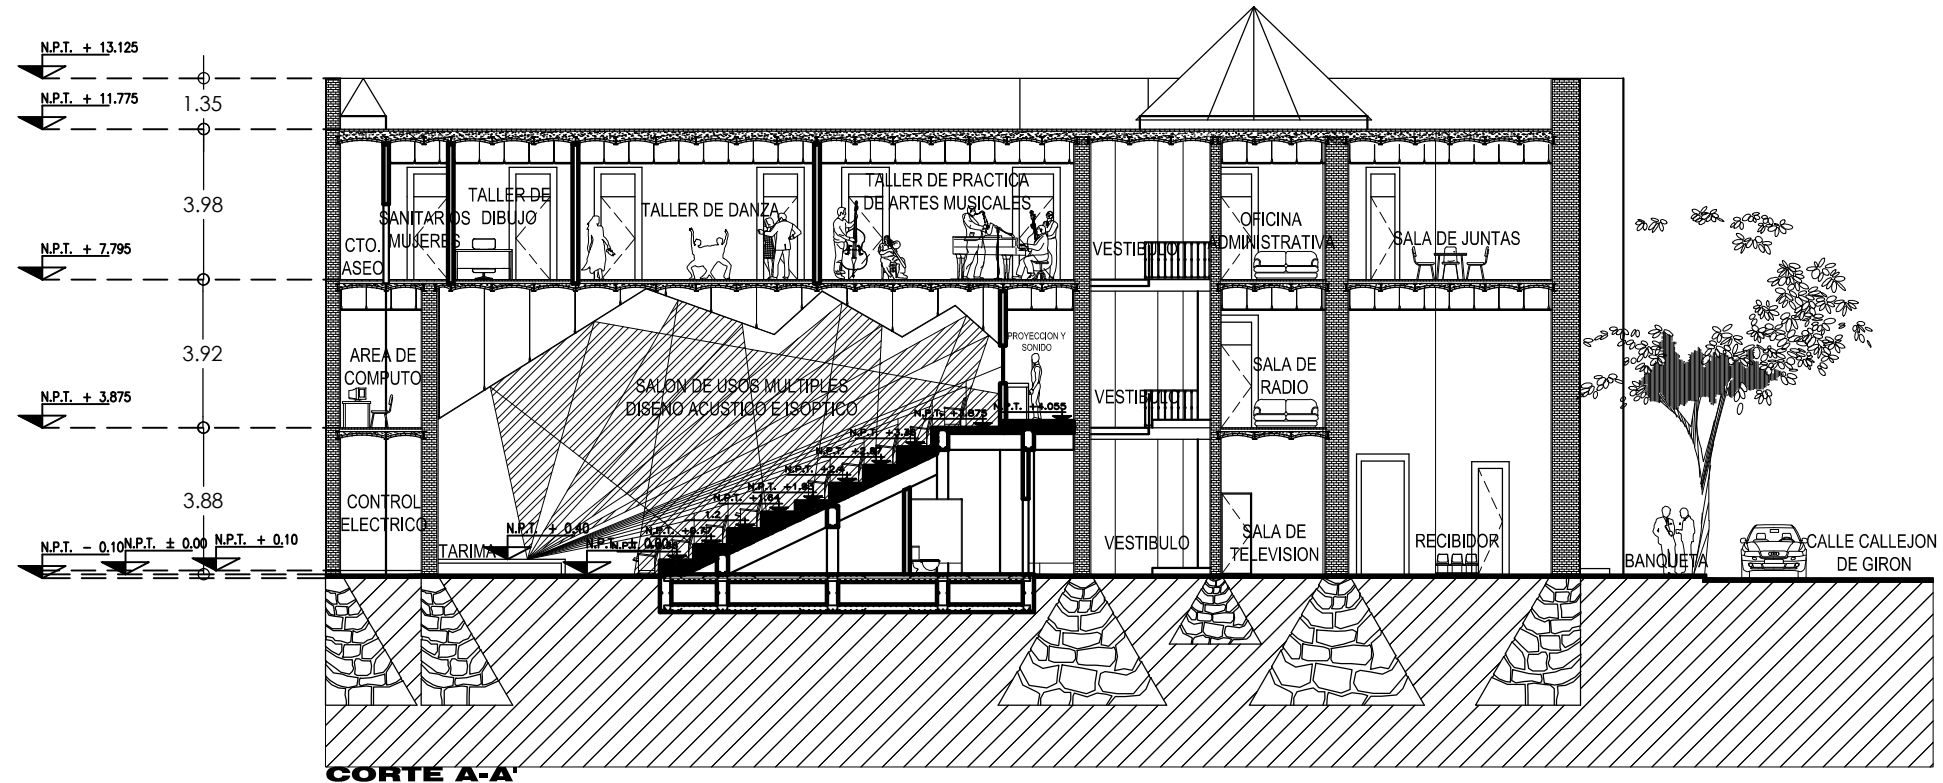 N.P.T. + 13.125
1.35
N.P.T. + 11.775
3.98
N.P.T. + 7.795
3.92
N.P.T. + 3.875
3.88
N.P.T. - 0.10
N.P.T. ± 0.00
N.P.T. + 0.10
CTO.
ASEO
SANITARIOS
MUJERES
TALLER DE
DIBUJO
TALLER DE DANZA
TALLER DE PRACTICA
DE ARTES MUSICALES
VESTIBULO
OFICINA
ADMINISTRATIVA
SALA DE JUNTAS
AREA DE
COMPUTO
SALON DE USOS MULTIPLES
DISENO ACUSTICO E ISOPTICO
PROYECCION Y
SONIDO
VESTIBULO
SALA DE
RADIO
N.P.T. +4.055
N.P.T. +3.875
CONTROL
ELECTRICO
TARIMA
N.P.T. + 0.40
VESTIBULO
SALA DE
TELEVISION
RECIBIDOR
BANQUETA
CALLE CALLEJON
DE GIRON
CORTE A-A'